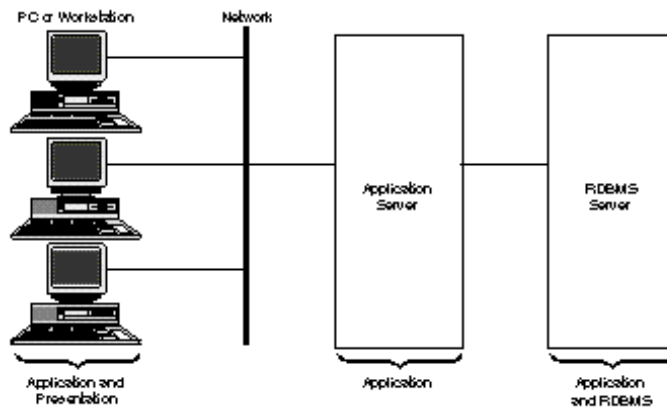 PC or Workstation
Network
Application
Server
RDBMS
Server
Application and
Presentation
Application
Application
and RDBMS